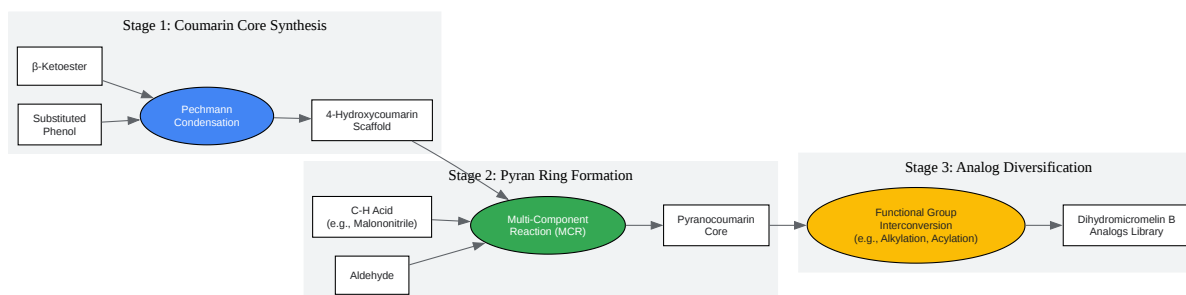 Stage 1: Coumarin Core Synthesis
β-Ketoester
Substituted
Phenol
Pechmann
Condensation
4-Hydroxycoumarin
Scaffold
Stage 2: Pyran Ring Formation
C-H Acid
(e.g., Malononitrile)
Aldehyde
Multi-Component
Reaction (MCR)
Pyranocoumarin
Core
Stage 3: Analog Diversification
Functional Group
Interconversion
(e.g., Alkylation, Acylation)
Dihydromicromelin B
Analogs Library